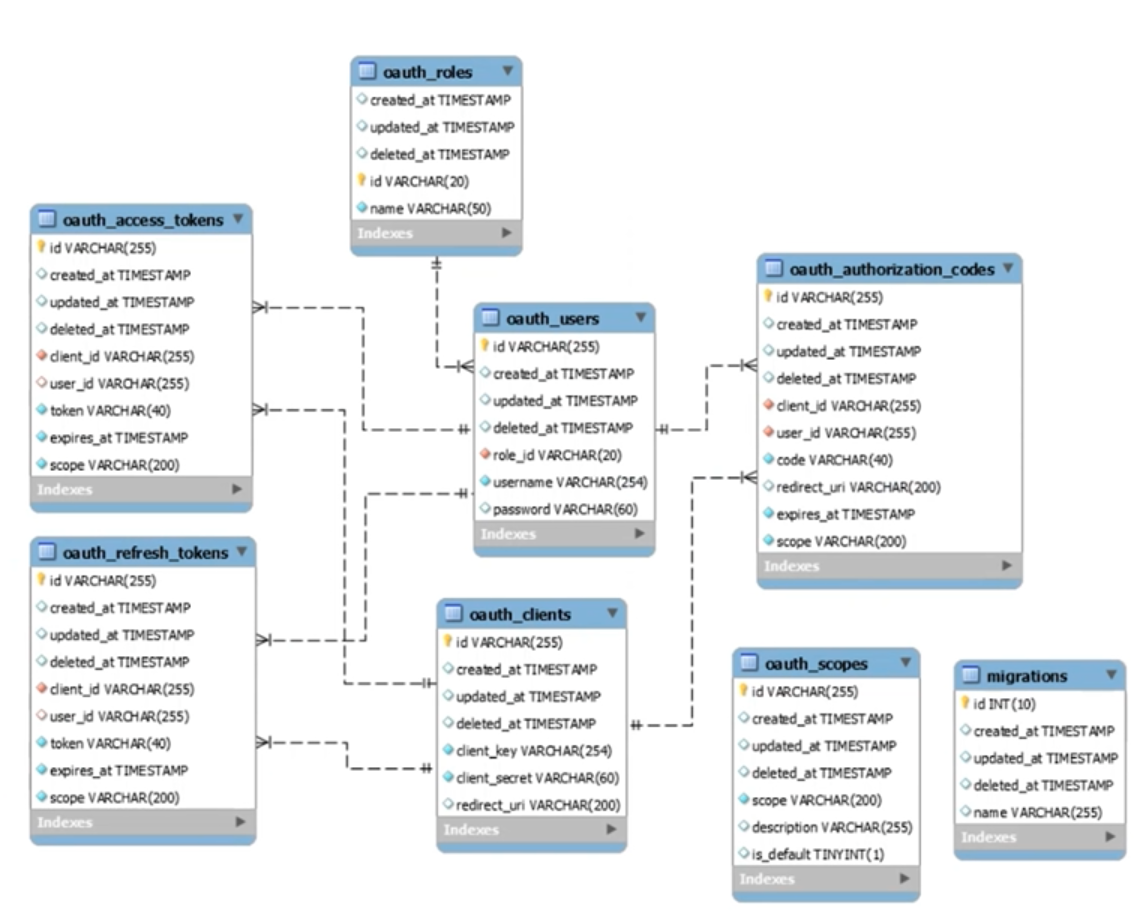 oauth_roles
created_at TIMESTAMP
updated_at TIMESTAMP
deleted_at TIMESTAMP
id VARCHAR(20)
name VARCHAR(50)
Indexes
oauth_access_tokens
id VARCHAR(255)
created_at TIMESTAMP
updated_at TIMESTAMP
deleted_at TIMESTAMP
client_id VARCHAR(255)
user_id VARCHAR(255)
token VARCHAR(40)
expires_at TIMESTAMP
scope VARCHAR(200)
Indexes
oauth_users
id VARCHAR(255)
created_at TIMESTAMP
updated_at TIMESTAMP
deleted_at TIMESTAMP
role_id VARCHAR(20)
username VARCHAR(254)
password VARCHAR(60)
Indexes
oauth_authorization_codes
id VARCHAR(255)
created_at TIMESTAMP
updated_at TIMESTAMP
deleted_at TIMESTAMP
client_id VARCHAR(255)
user_id VARCHAR(255)
code VARCHAR(40)
redirect_uri VARCHAR(200)
expires_at TIMESTAMP
scope VARCHAR(200)
Indexes
oauth_refresh_tokens
id VARCHAR(255)
created_at TIMESTAMP
updated_at TIMESTAMP
deleted_at TIMESTAMP
client_id VARCHAR(255)
user_id VARCHAR(255)
token VARCHAR(40)
expires_at TIMESTAMP
scope VARCHAR(200)
Indexes
oauth_clients
id VARCHAR(255)
created_at TIMESTAMP
updated_at TIMESTAMP
deleted_at TIMESTAMP
client_key VARCHAR(254)
client_secret VARCHAR(60)
redirect_uri VARCHAR(200)
Indexes
oauth_scopes
id VARCHAR(255)
created_at TIMESTAMP
updated_at TIMESTAMP
deleted_at TIMESTAMP
scope VARCHAR(200)
description VARCHAR(255)
is_default TINYINT(1)
Indexes
migrations
id INT(10)
created_at TIMESTAMP
updated_at TIMESTAMP
deleted_at TIMESTAMP
name VARCHAR(255)
Indexes